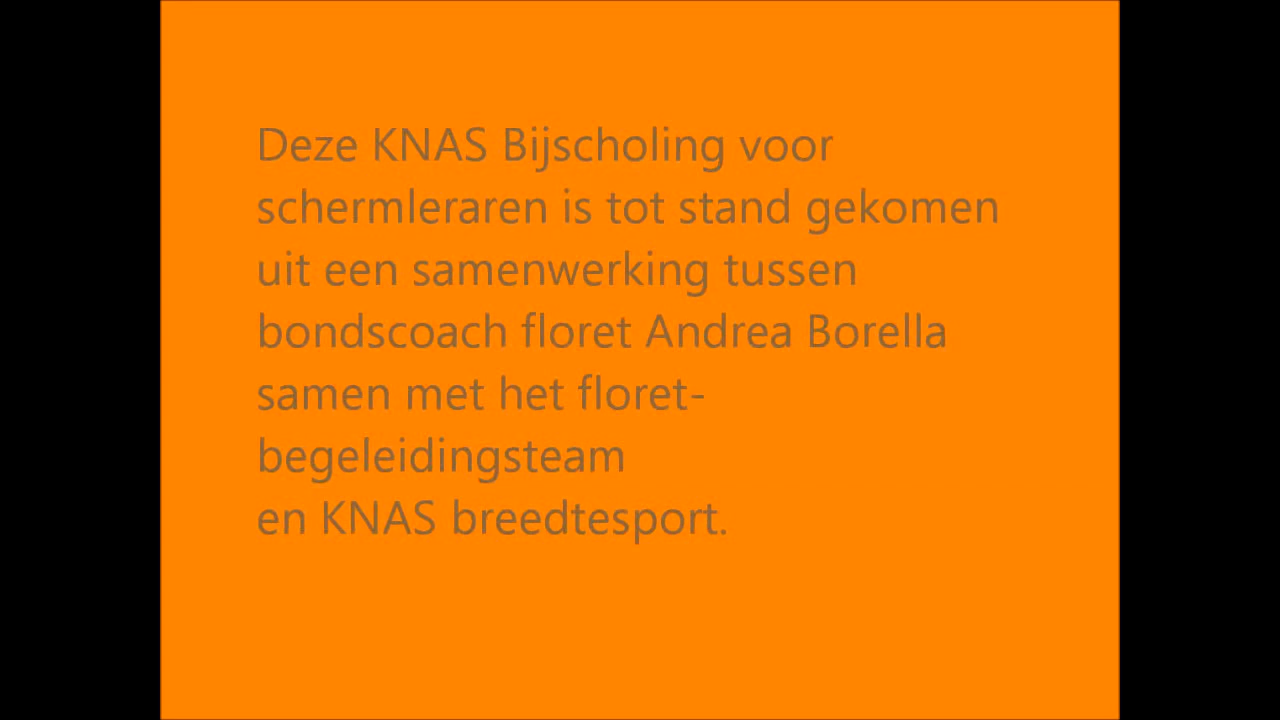 Deze KNAS Bijscholing voor
schermleraren is tot stand gekomen
uit een samenwerking tussen
bondscoach floret Andrea Borella
samen met het floret-
begeleidingsteam
en KNAS breedtesport.